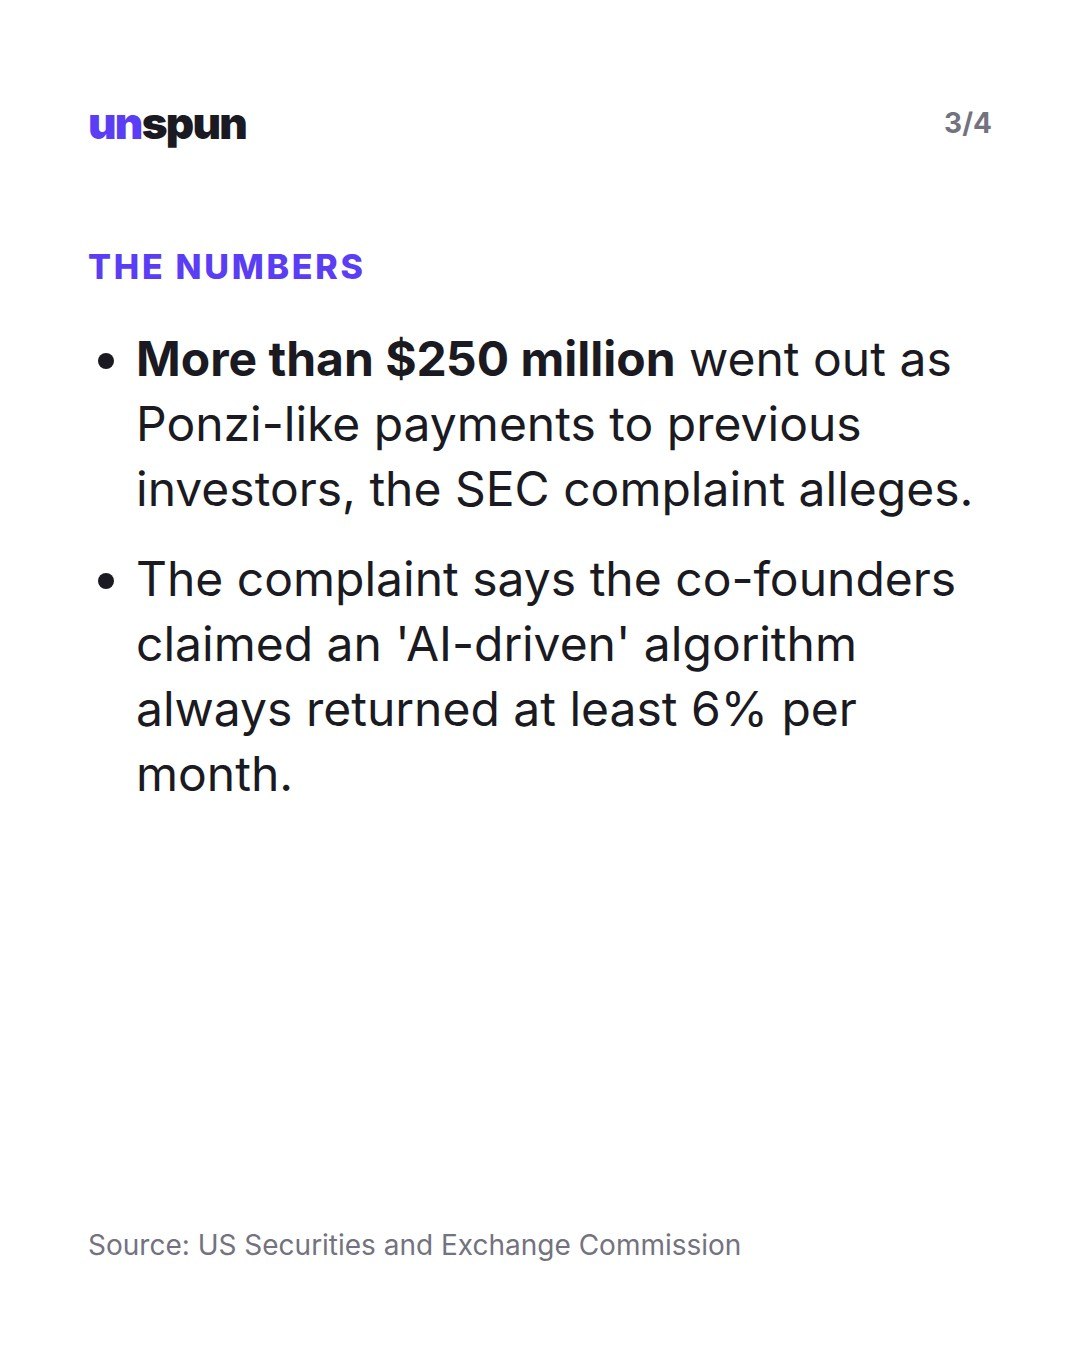 unspun
3/4
THE NUMBERS
• More than $250 million went out as
Ponzi-like payments to previous
investors, the SEC complaint alleges.
• The complaint says the co-founders
claimed an 'AI-driven' algorithm
always returned at least 6% per
month.
Source: US Securities and Exchange Commission